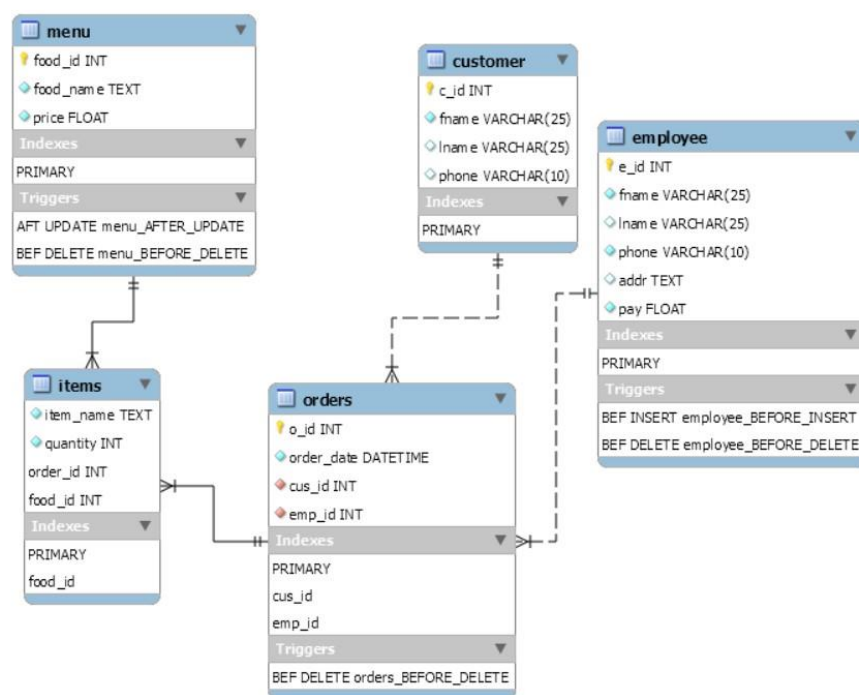 menu
food_id INT
food_name TEXT
price FLOAT
Indexes
PRIMARY
Triggers
AFT UPDATE menu_AFTER_UPDATE
BEF DELETE menu_BEFORE_DELETE
customer
c_id INT
fname VARCHAR(25)
lname VARCHAR(25)
phone VARCHAR(10)
Indexes
PRIMARY
employee
e_id INT
fname VARCHAR(25)
lname VARCHAR(25)
phone VARCHAR(10)
addr TEXT
pay FLOAT
Indexes
PRIMARY
Triggers
BEF INSERT employee_BEFORE_INSERT
BEF DELETE employee_BEFORE_DELETE
items
item_name TEXT
quantity INT
order_id INT
food_id INT
Indexes
PRIMARY
food_id
orders
o_id INT
order_date DATETIME
cus_id INT
emp_id INT
Indexes
PRIMARY
cus_id
emp_id
Triggers
BEF DELETE orders_BEFORE_DELETE